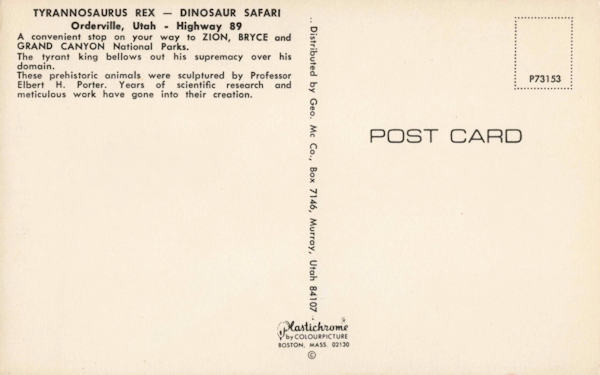 TYRANNOSAURUS REX — DINOSAUR SAFARI
Orderville, Utah - Highway 89
A convenient stop on your way to ZION, BRYCE and
GRAND CANYON National Parks.
The tyrant king bellows out his supremacy over his
domain.
These prehistoric animals were sculptured by Professor
Elbert H. Porter. Years of scientific research and
meticulous work have gone into their creation.
.. Distributed by Geo. Mc Co., Box 7146, Murray, Utah 84107 .
P73153
POST CARD
Plastichrome
by COLOURPICTURE
BOSTON, MASS. 02130
©